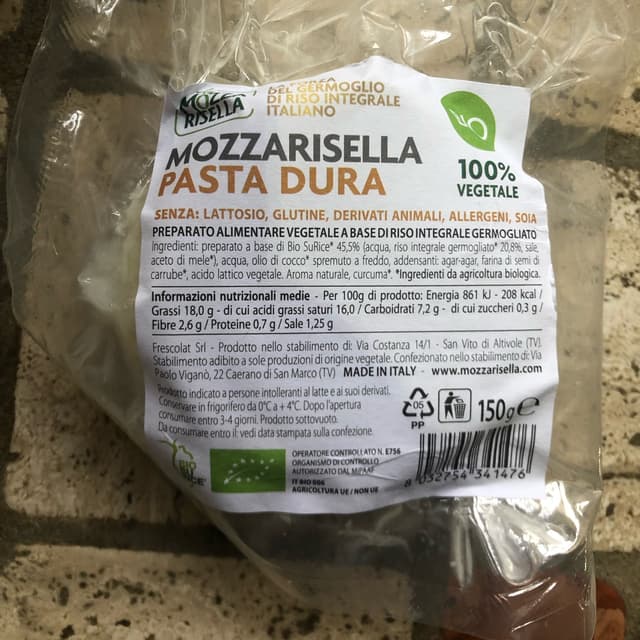 MOZZA
RISELLA
DEL GERMOGLIO
DI RISO INTEGRALE
ITALIANO
MOZZARISELLA
PASTA DURA
100%
VEGETALE
SENZA: LATTOSIO, GLUTINE, DERIVATI ANIMALI, ALLERGENI, SOIA
PREPARATO ALIMENTARE VEGETALE A BASE DI RISO INTEGRALE GERMOGLIATO
Ingredienti: preparato a base di Bio SuRice* 45,5% (acqua, riso integrale germogliato* 20,8%, sale,
aceto di mele*), acqua, olio di cocco* spremuto a freddo, addensanti: agar-agar, farina di semi di
carrube*, acido lattico vegetale. Aroma naturale, curcuma*. *Ingredienti da agricoltura biologica.
Informazioni nutrizionali medie - Per 100g di prodotto: Energia 861 kJ - 208 kcal /
Grassi 18,0 g - di cui acidi grassi saturi 16,0 / Carboidrati 7,2 g - di cui zuccheri 0,3 g /
Fibre 2,6 g / Proteine 0,7 g / Sale 1,25 g
Frescolat Srl - Prodotto nello stabilimento di: Via Costanza 14/1 - San Vito di Altivole (TV).
Stabilimento adibito a sole produzioni di origine vegetale. Confezionato nello stabilimento di: Via
Paolo Viganò, 22 Caerano di San Marco (TV) MADE IN ITALY - www.mozzarisella.com
Prodotto indicato a persone intolleranti al latte e ai suoi derivati.
Conservare in frigorifero da 0°C a + 4°C. Dopo l'apertura
consumare entro 3-4 giorni. Prodotto sottovuoto.
Da consumare entro il: vedi data stampata sulla confezione.
05
PP
150g e
BIO
OPERATORE CONTROLLATO N. E756
ORGANISMO DI CONTROLLO
AUTORIZZATO DAL MIPAAF
IT BIO 006
AGRICOLTURA UE / NON UE
8 032754 341476